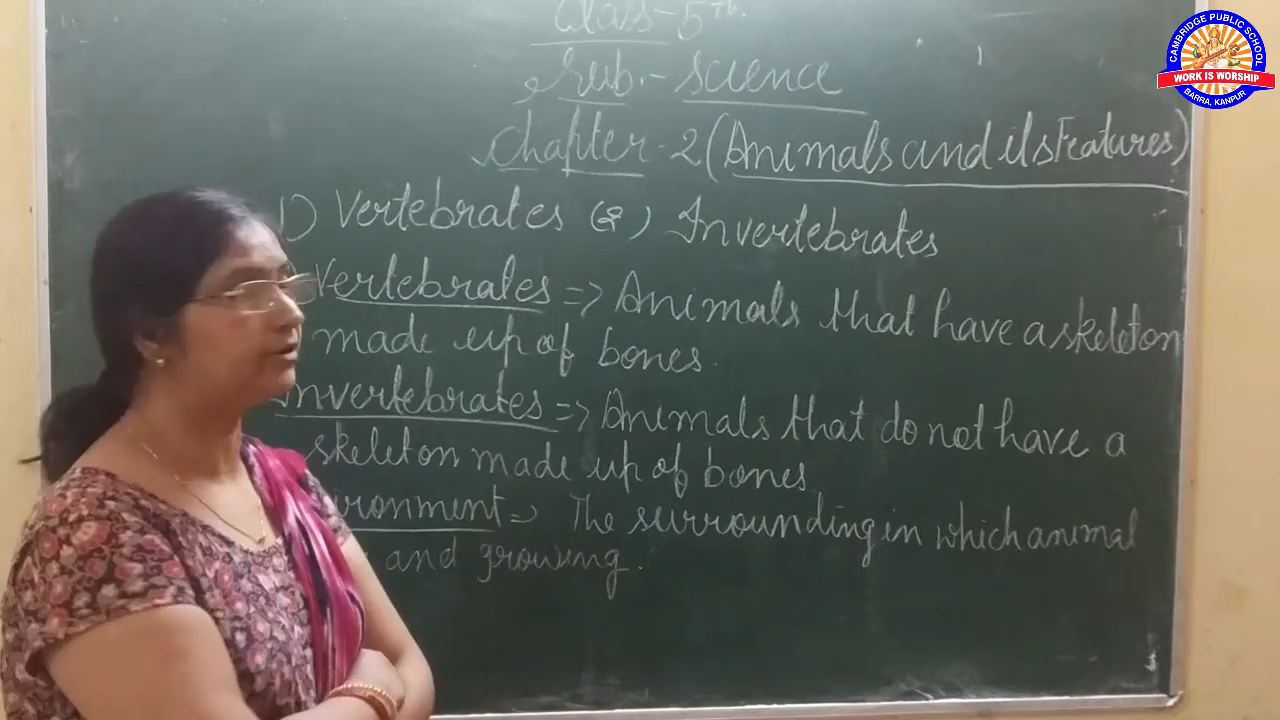 Class-5th.
Sub.- Science
Chapter-2 (Animals and its Features)
1) Vertebrates (2) Invertebrates
Vertebrates => Animals that have a skeleton
made up of bones.
Invertebrates => Animals that do not have a
skeleton made up of bones.
The surrounding in which animal
and growing.
CAMBRIDGE PUBLIC SCHOOL
WORK IS WORSHIP
BARRA, KANPUR